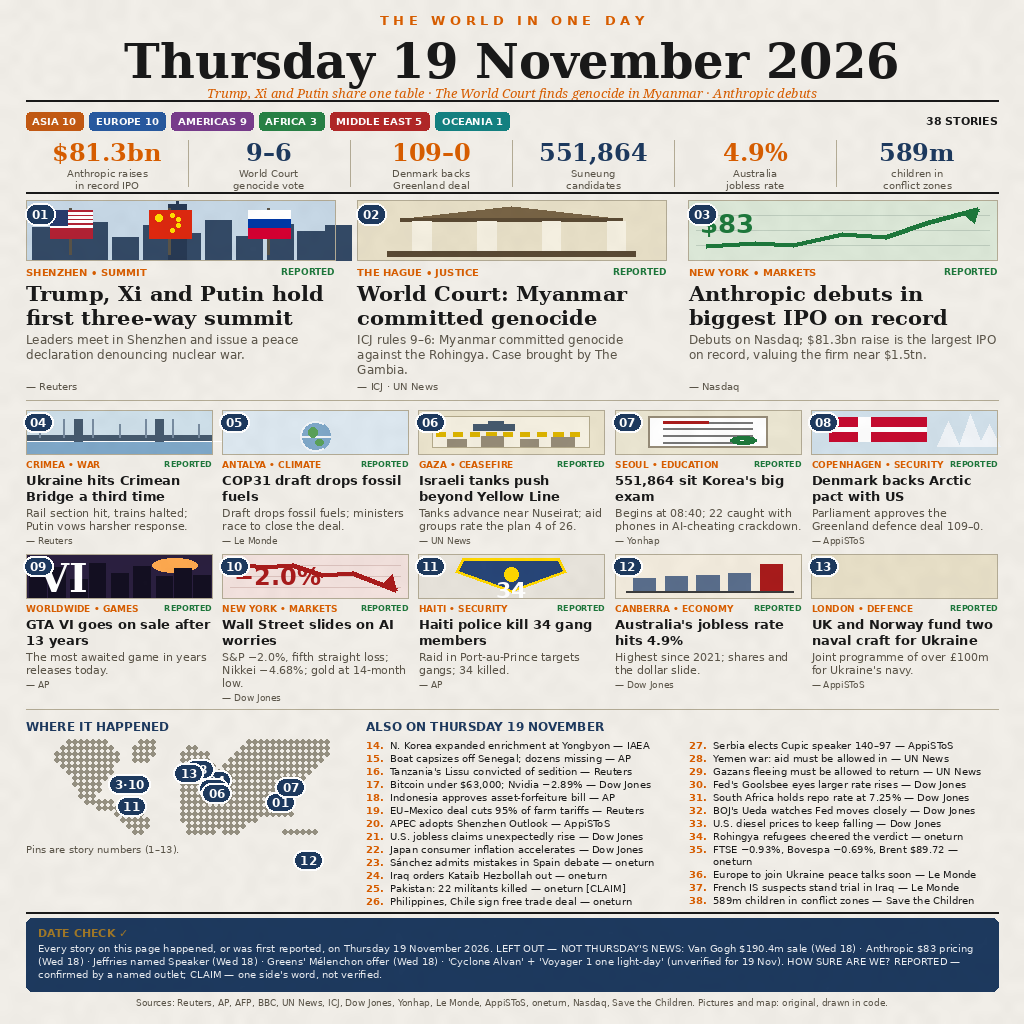 THE WORLD IN ONE DAY
Thursday 19 November 2026
Trump, Xi and Putin share one table · The World Court finds genocide in Myanmar · Anthropic debuts
ASIA 10
EUROPE 10
AMERICAS 9
AFRICA 3
MIDDLE EAST 5
OCEANIA 1
38 STORIES
$81.3bn
Anthropic raises
in record IPO
9–6
World Court
genocide vote
109–0
Denmark backs
Greenland deal
551,864
Suneung
candidates
4.9%
Australia
jobless rate
589m
children in
conflict zones
01
SHENZHEN • SUMMIT
REPORTED
Trump, Xi and Putin hold
first three-way summit
Leaders meet in Shenzhen and issue a peace
declaration denouncing nuclear war.
— Reuters
02
THE HAGUE • JUSTICE
REPORTED
World Court: Myanmar
committed genocide
ICJ rules 9–6: Myanmar committed genocide
against the Rohingya. Case brought by The
Gambia.
— ICJ · UN News
03
$83
NEW YORK • MARKETS
REPORTED
Anthropic debuts in
biggest IPO on record
Debuts on Nasdaq; $81.3bn raise is the largest IPO
on record, valuing the firm near $1.5tn.
— Nasdaq
04
CRIMEA • WAR
REPORTED
Ukraine hits Crimean
Bridge a third time
Rail section hit, trains halted;
Putin vows harsher response.
— Reuters
05
ANTALYA • CLIMATE
REPORTED
COP31 draft drops fossil
fuels
Draft drops fossil fuels; ministers
race to close the deal.
— Le Monde
06
GAZA • CEASEFIRE
REPORTED
Israeli tanks push
beyond Yellow Line
Tanks advance near Nuseirat; aid
groups rate the plan 4 of 26.
— UN News
07
SEOUL • EDUCATION
REPORTED
551,864 sit Korea's big
exam
Begins at 08:40; 22 caught with
phones in AI-cheating crackdown.
— Yonhap
08
COPENHAGEN • SECURITY
REPORTED
Denmark backs Arctic
pact with US
Parliament approves the
Greenland defence deal 109–0.
— AppiSToS
09
VI
WORLDWIDE • GAMES
REPORTED
GTA VI goes on sale after
13 years
The most awaited game in years
releases today.
— AP
10
−2.0%
NEW YORK • MARKETS
REPORTED
Wall Street slides on AI
worries
S&P −2.0%, fifth straight loss;
Nikkei −4.68%; gold at 14-month
low.
— Dow Jones
11
34
HAITI • SECURITY
REPORTED
Haiti police kill 34 gang
members
Raid in Port-au-Prince targets
gangs; 34 killed.
— AP
12
CANBERRA • ECONOMY
REPORTED
Australia's jobless rate
hits 4.9%
Highest since 2021; shares and
the dollar slide.
— Dow Jones
13
LONDON • DEFENCE
REPORTED
UK and Norway fund two
naval craft for Ukraine
Joint programme of over £100m
for Ukraine's navy.
— AppiSToS
WHERE IT HAPPENED
3·10
11
13
06
07
01
12
Pins are story numbers (1–13).
ALSO ON THURSDAY 19 NOVEMBER
14. N. Korea expanded enrichment at Yongbyon — IAEA
15. Boat capsizes off Senegal; dozens missing — AP
16. Tanzania's Lissu convicted of sedition — Reuters
17. Bitcoin under $63,000; Nvidia −2.89% — Dow Jones
18. Indonesia approves asset-forfeiture bill — AP
19. EU–Mexico deal cuts 95% of farm tariffs — Reuters
20. APEC adopts Shenzhen Outlook — AppiSToS
21. U.S. jobless claims unexpectedly rise — Dow Jones
22. Japan consumer inflation accelerates — Dow Jones
23. Sánchez admits mistakes in Spain debate — oneturn
24. Iraq orders Kataib Hezbollah out — oneturn
25. Pakistan: 22 militants killed — oneturn [CLAIM]
26. Philippines, Chile sign free trade deal — oneturn
27. Serbia elects Cupic speaker 140–97 — AppiSToS
28. Yemen war: aid must be allowed in — UN News
29. Gazans fleeing must be allowed to return — UN News
30. Fed's Goolsbee eyes larger rate rises — Dow Jones
31. South Africa holds repo rate at 7.25% — Dow Jones
32. BOJ's Ueda watches Fed moves closely — Dow Jones
33. U.S. diesel prices to keep falling — Dow Jones
34. Rohingya refugees cheered the verdict — oneturn
35. FTSE −0.93%, Bovespa −0.69%, Brent $89.72 —
oneturn
36. Europe to join Ukraine peace talks soon — Le Monde
37. French IS suspects stand trial in Iraq — Le Monde
38. 589m children in conflict zones — Save the Children
DATE CHECK ✓
Every story on this page happened, or was first reported, on Thursday 19 November 2026. LEFT OUT — NOT THURSDAY'S NEWS: Van Gogh $190.4m sale (Wed 18) · Anthropic $83 pricing
(Wed 18) · Jeffries named Speaker (Wed 18) · Greens' Mélenchon offer (Wed 18) · 'Cyclone Alvan' + 'Voyager 1 one light-day' (unverified for 19 Nov). HOW SURE ARE WE? REPORTED —
confirmed by a named outlet; CLAIM — one side's word, not verified.
Sources: Reuters, AP, AFP, BBC, UN News, ICJ, Dow Jones, Yonhap, Le Monde, AppiSToS, oneturn, Nasdaq, Save the Children. Pictures and map: original, drawn in code.